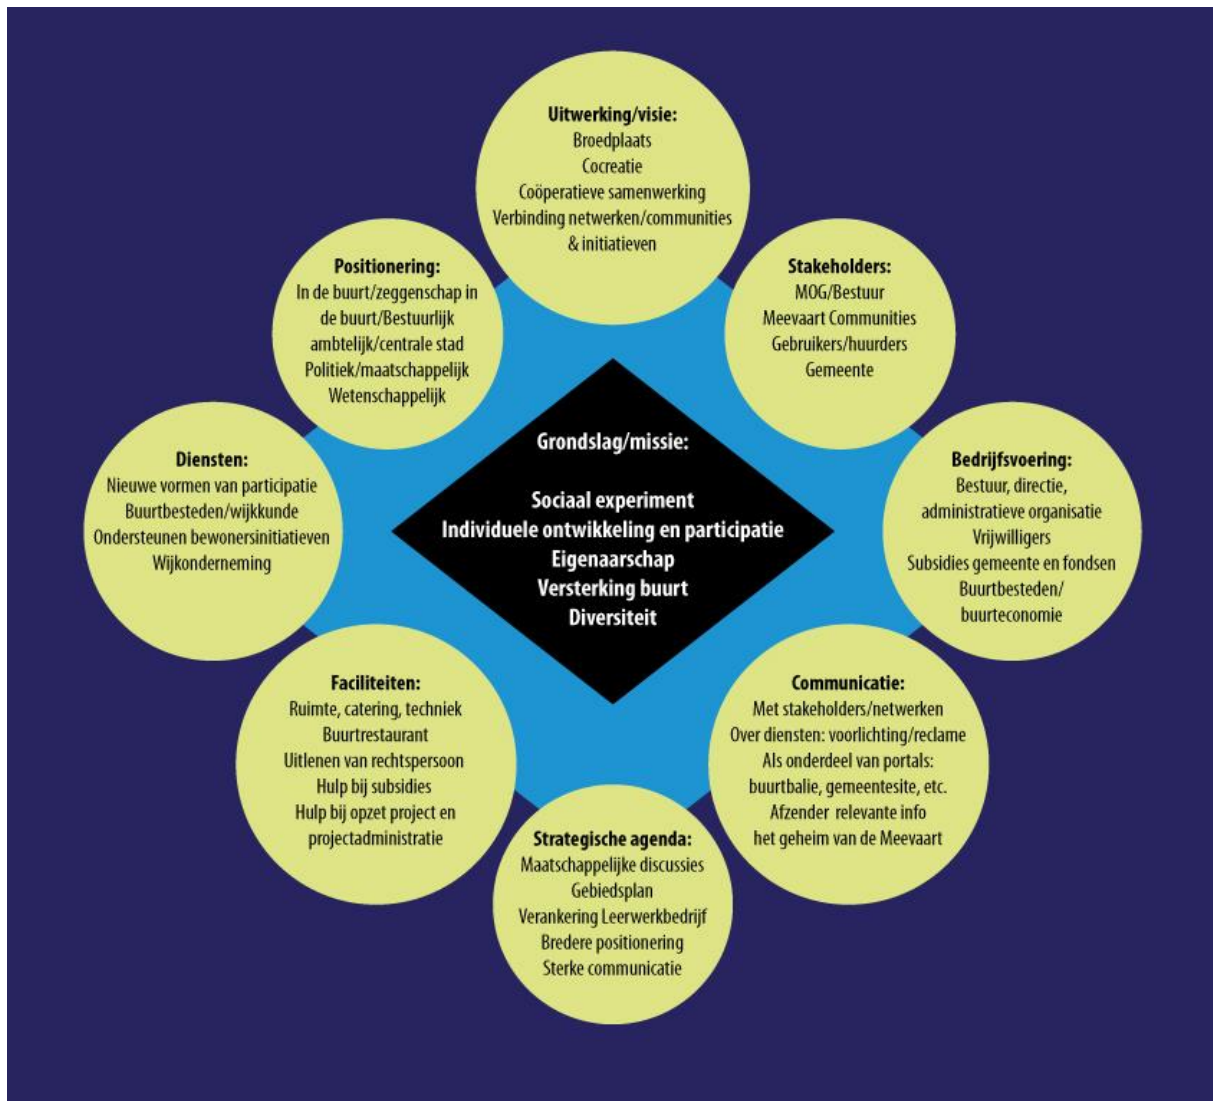 Uitwerking/visie:
Broedplaats
Cocreatie
Coöperatieve samenwerking
Verbinding netwerken/communities
& initiatieven
Positionering:
In de buurt/zeggenschap in
de buurt/Bestuurlijk
ambtelijk/centrale stad
Politiek/maatschappelijk
Wetenschappelijk
Stakeholders:
MOG/Bestuur
Meevaart Communities
Gebruikers/huurders
Gemeente
Diensten:
Nieuwe vormen van participatie
Buurtbesteden/wijkkunde
Ondersteunen bewonersinitiatieven
Wijkonderneming
Grondslag/missie:
Sociaal experiment
Individuele ontwikkeling en participatie
Eigenaarschap
Versterking buurt
Diversiteit
Bedrijfsvoering:
Bestuur, directie,
administratieve organisatie
Vrijwilligers
Subsidies gemeente en fondsen
Buurtbesteden/
buurteconomie
Faciliteiten:
Ruimte, catering, techniek
Buurtrestaurant
Uitlenen van rechtspersoon
Hulp bij subsidies
Hulp bij opzet project en
projectadministratie
Communicatie:
Met stakeholders/netwerken
Over diensten: voorlichting/reclame
Als onderdeel van portals:
buurtbalie, gemeentesite, etc.
Afzender relevante info
het geheim van de Meevaart
Strategische agenda:
Maatschappelijke discussies
Gebiedsplan
Verankering Leerwerkbedrijf
Bredere positionering
Sterke communicatie